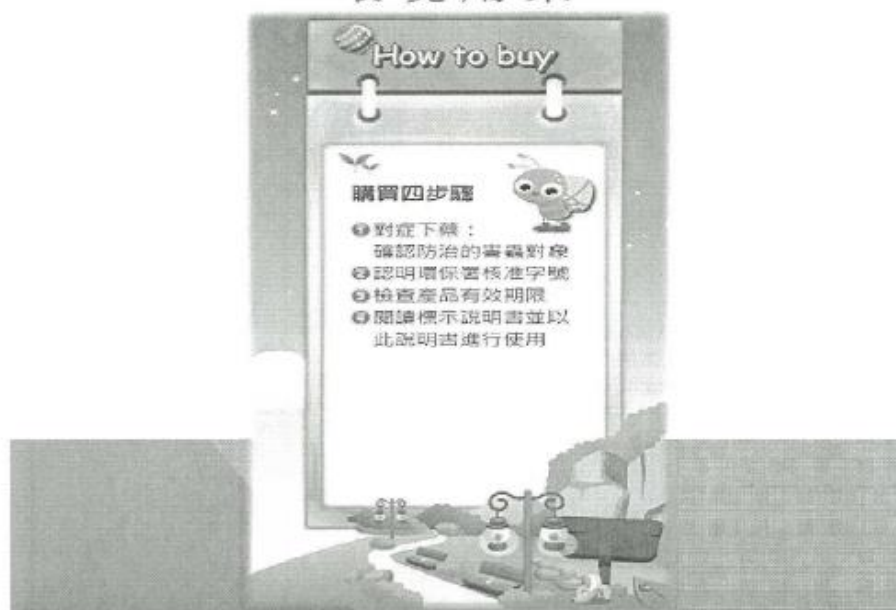 How to buy
購買四步驟
❶對症下藥：
確認防治的害蟲對象
❷認明環保署核准字號
❸檢查產品有效期限
❹閱讀標示說明書並以
此說明書進行使用